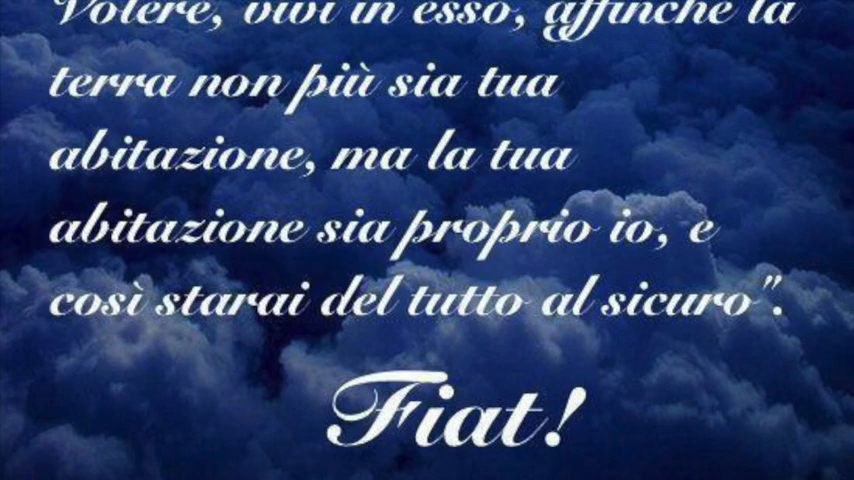 Volere, vivi in esso, affinchè la
terra non più sia tua
abitazione, ma la tua
abitazione sia proprio io, e
così starai del tutto al sicuro".
Fiat!